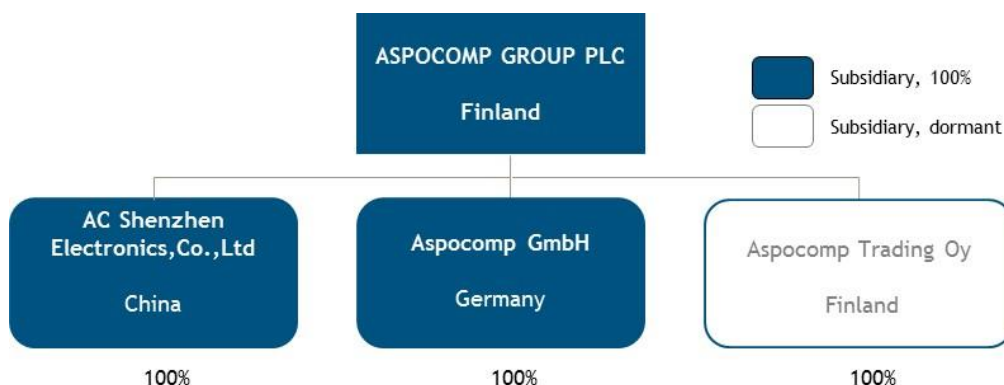 ASPOCOMP GROUP PLC
Finland
Subsidiary, 100%
Subsidiary, dormant
AC Shenzhen
Electronics,Co.,Ltd
China
Aspocomp GmbH
Germany
Aspocomp Trading Oy
Finland
100%
100%
100%